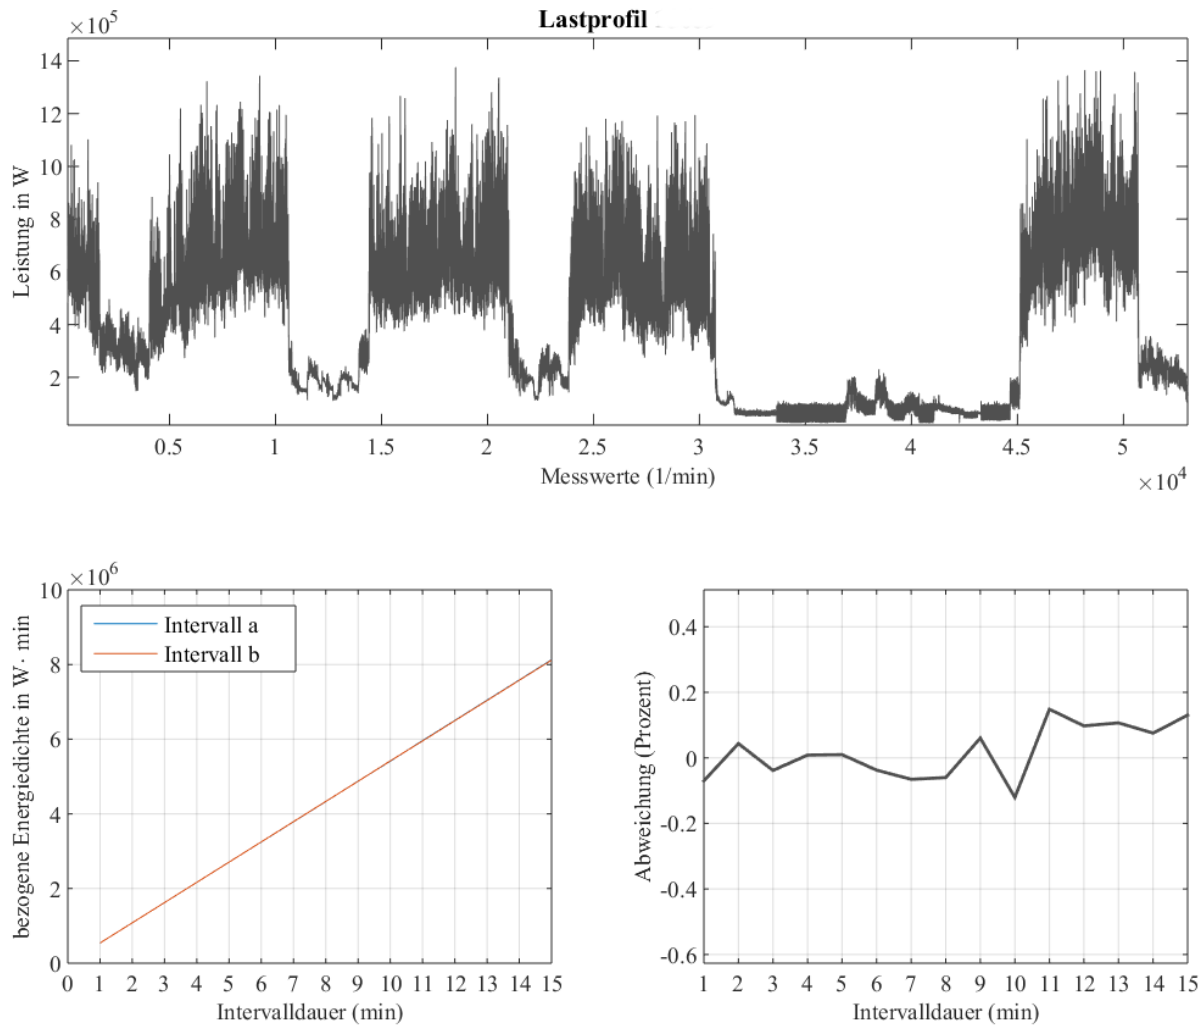 Lastprofil
×10^5
14
12
10
8
6
4
2
Leistung in W
0.5 1 1.5 2 2.5 3 3.5 4 4.5 5
Messwerte (1/min)
×10^4
×10^6
10
8
6
4
2
0
bezogene Energiedichte in W· min
Intervall a
Intervall b
0 1 2 3 4 5 6 7 8 9 10 11 12 13 14 15
Intervalldauer (min)
0.4
0.2
0
-0.2
-0.4
-0.6
Abweichung (Prozent)
1 2 3 4 5 6 7 8 9 10 11 12 13 14 15
Intervalldauer (min)